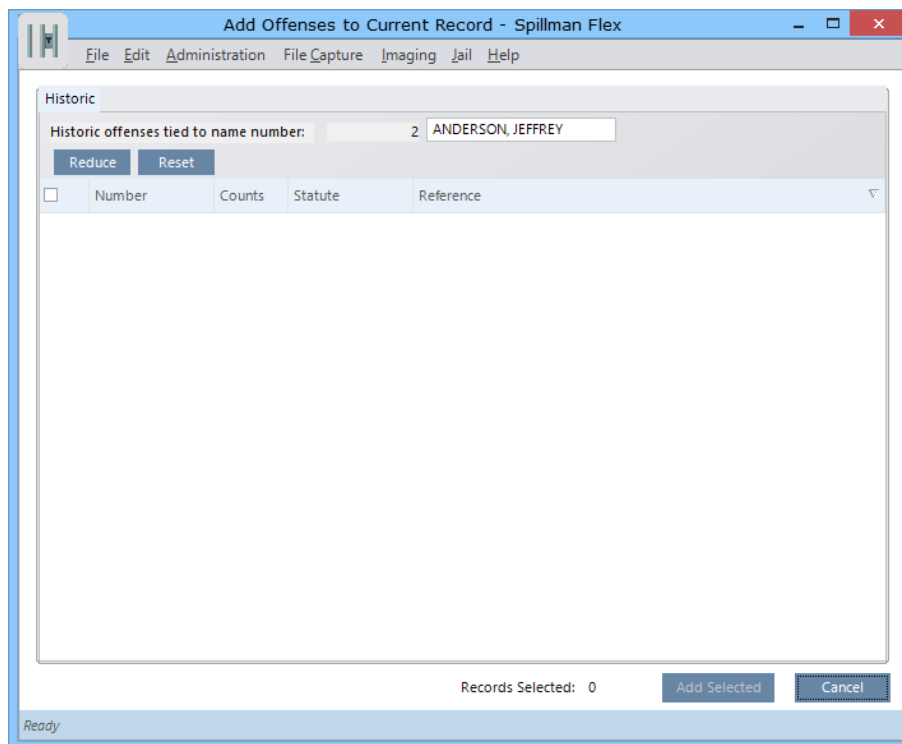 Add Offenses to Current Record - Spillman Flex
File Edit Administration File Capture Imaging Jail Help
Historic
Historic offenses tied to name number: 2 ANDERSON, JEFFREY
Reduce Reset
Number Counts Statute Reference
Records Selected: 0 Add Selected Cancel
Ready